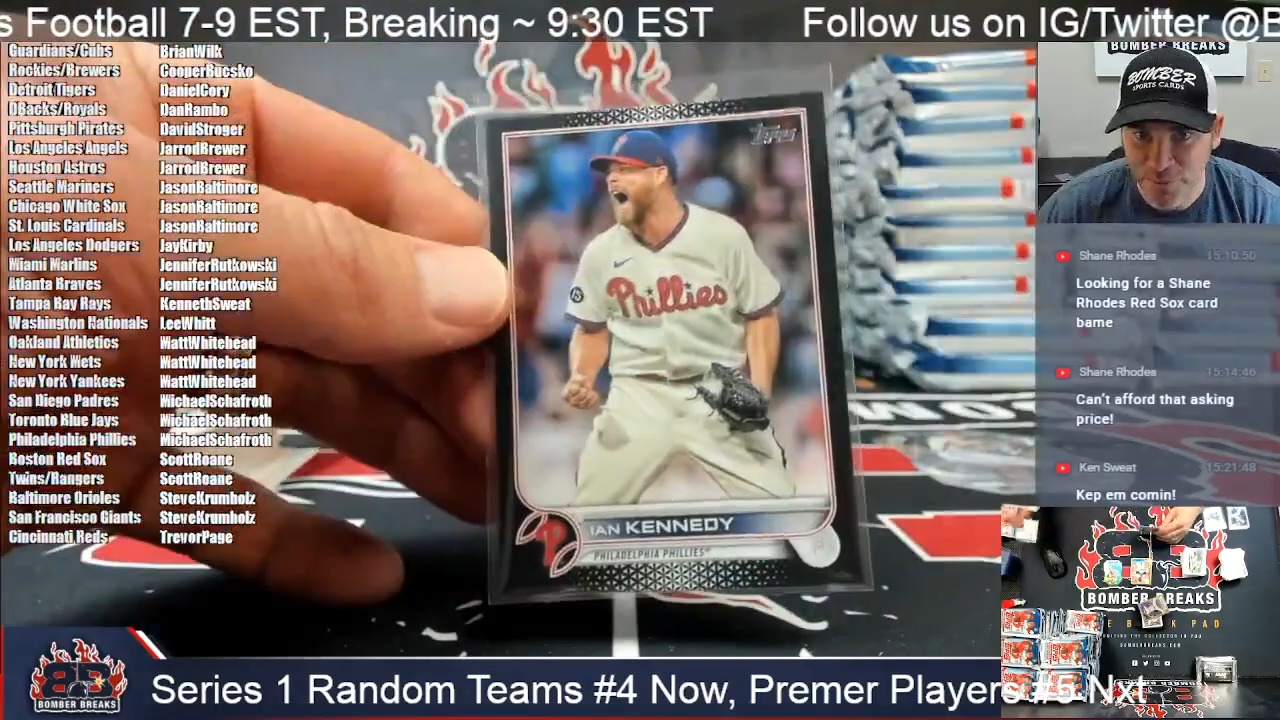 s Football 7-9 EST, Breaking ~ 9:30 EST Follow us on IG/Twitter @B
Guardians/Cubs BrianWilk
Rockies/Brewers CooperBucsko
Detroit Tigers DanielCory
DBacks/Royals DanRambo
Pittsburgh Pirates DavidStroger
Los Angeles Angels JarrodBrewer
Houston Astros JarrodBrewer
Seattle Mariners JasonBaltimore
Chicago White Sox JasonBaltimore
St. Louis Cardinals JasonBaltimore
Los Angeles Dodgers JayKirby
Miami Marlins JenniferRutkowski
Atlanta Braves JenniferRutkowski
Tampa Bay Rays KennethSweat
Washington Nationals LeeWhitt
Oakland Athletics MattWhitehead
New York Mets MattWhitehead
New York Yankees MattWhitehead
San Diego Padres MichaelSchafroth
Toronto Blue Jays MichaelSchafroth
Philadelphia Phillies MichaelSchafroth
Boston Red Sox ScottRoane
Twins/Rangers ScottRoane
Baltimore Orioles SteveKrumholz
San Francisco Giants SteveKrumholz
Cincinnati Reds TrevorPage
Topps
Phillies
IAN KENNEDY
PHILADELPHIA PHILLIES
BOMBER BREAKS
BOMBER
SPORTS CARDS
Shane Rhodes 15:10:50
Looking for a Shane
Rhodes Red Sox card
bame
Shane Rhodes 15:14:46
Can't afford that asking
price!
Ken Sweat 15:21:48
Kep em comin!
BOMBER BREAKS
BOMBERBREAKS.COM
BOMBER BREAKS
Series 1 Random Teams #4 Now, Premer Players #5 Nxt